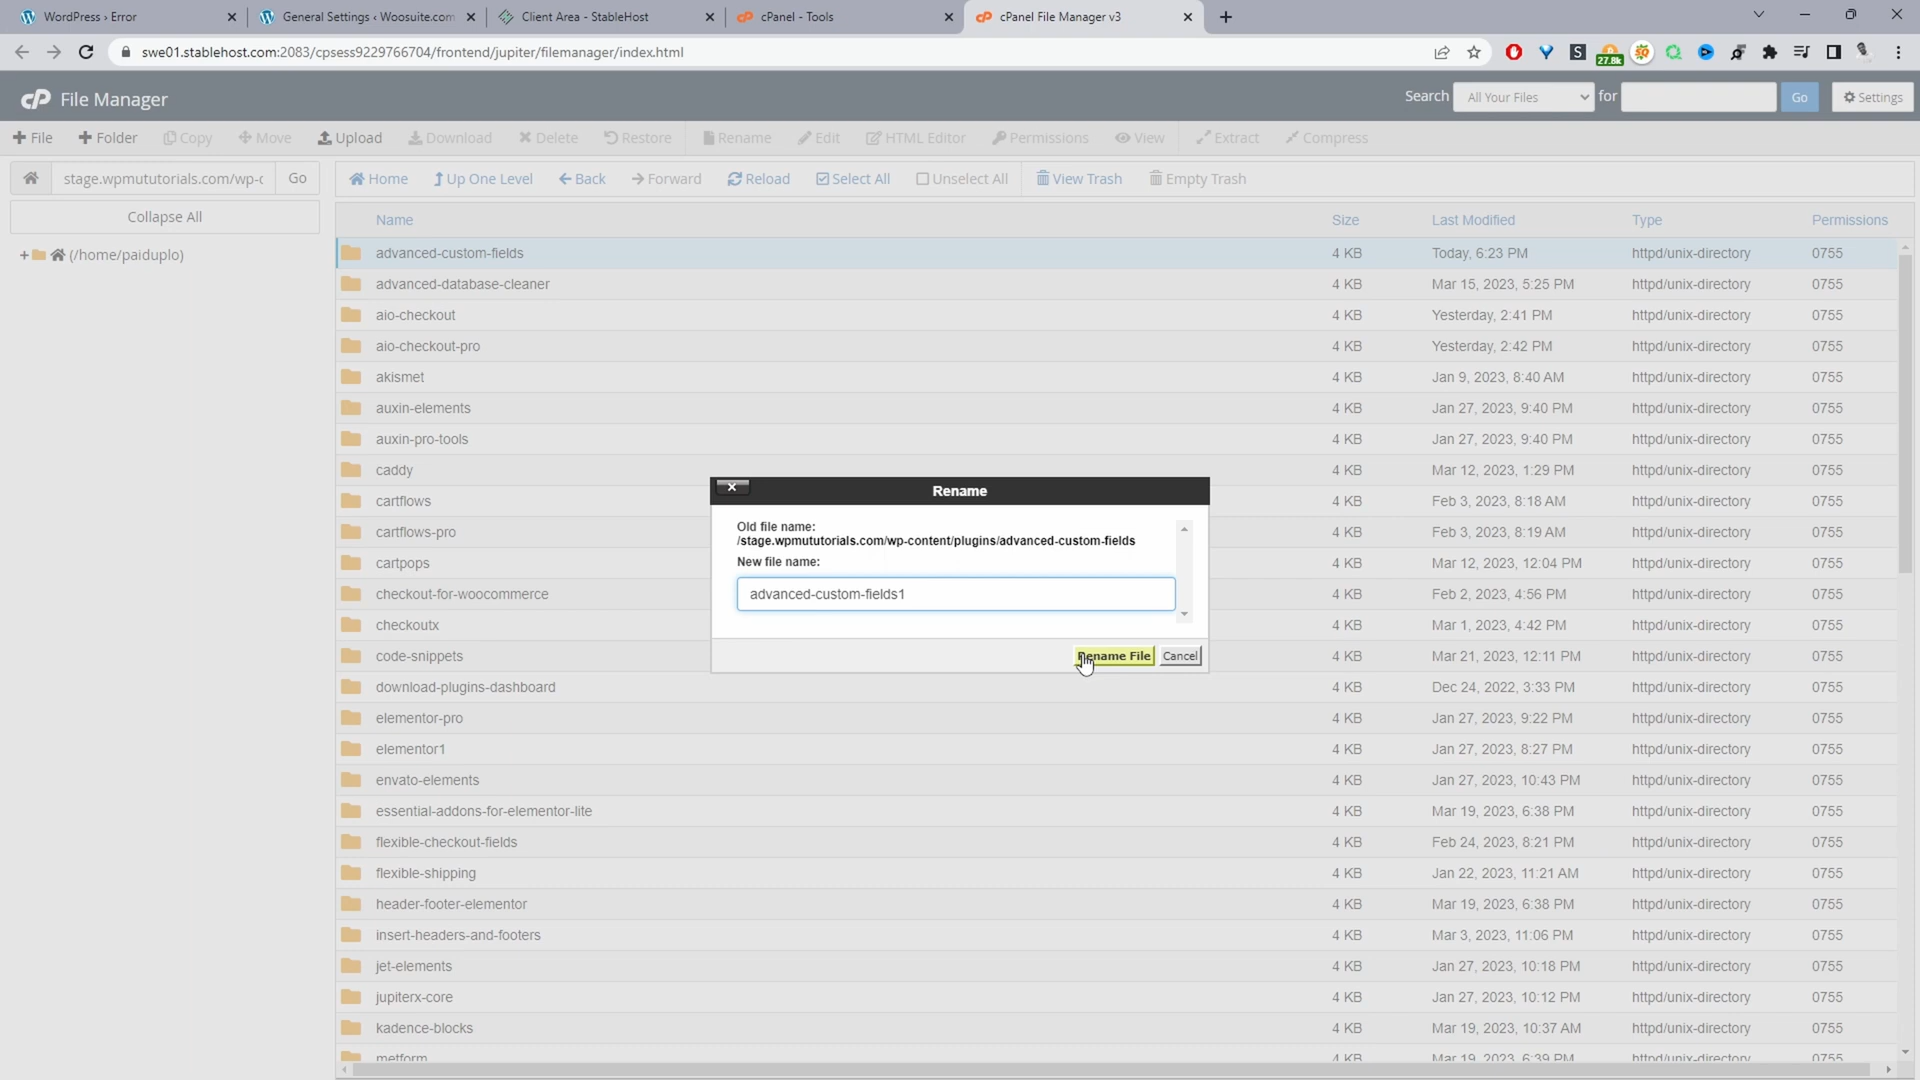 WordPress › Error
General Settings ‹ Woosuite.com
Client Area - StableHost
cPanel - Tools
cPanel File Manager v3
swe01.stablehost.com:2083/cpsess9229766704/frontend/jupiter/filemanager/index.html
27.8k
cP File Manager
Search All Your Files for Go Settings
File Folder Copy Move Upload Download Delete Restore Rename Edit HTML Editor Permissions View Extract Compress
stage.wpmututorials.com/wp-c Go
Home Up One Level Back Forward Reload Select All Unselect All View Trash Empty Trash
Collapse All
+ (/home/paiduplo)
Name Size Last Modified Type Permissions
advanced-custom-fields 4 KB Today, 6:23 PM httpd/unix-directory 0755
advanced-database-cleaner 4 KB Mar 15, 2023, 5:25 PM httpd/unix-directory 0755
aio-checkout 4 KB Yesterday, 2:41 PM httpd/unix-directory 0755
aio-checkout-pro 4 KB Yesterday, 2:42 PM httpd/unix-directory 0755
akismet 4 KB Jan 9, 2023, 8:40 AM httpd/unix-directory 0755
auxin-elements 4 KB Jan 27, 2023, 9:40 PM httpd/unix-directory 0755
auxin-pro-tools 4 KB Jan 27, 2023, 9:40 PM httpd/unix-directory 0755
caddy 4 KB Mar 12, 2023, 1:29 PM httpd/unix-directory 0755
cartflows 4 KB Feb 3, 2023, 8:18 AM httpd/unix-directory 0755
cartflows-pro 4 KB Feb 3, 2023, 8:19 AM httpd/unix-directory 0755
cartpops 4 KB Mar 12, 2023, 12:04 PM httpd/unix-directory 0755
checkout-for-woocommerce 4 KB Feb 2, 2023, 4:56 PM httpd/unix-directory 0755
checkoutx 4 KB Mar 1, 2023, 4:42 PM httpd/unix-directory 0755
code-snippets 4 KB Mar 21, 2023, 12:11 PM httpd/unix-directory 0755
download-plugins-dashboard 4 KB Dec 24, 2022, 3:33 PM httpd/unix-directory 0755
elementor-pro 4 KB Jan 27, 2023, 9:22 PM httpd/unix-directory 0755
elementor1 4 KB Jan 27, 2023, 8:27 PM httpd/unix-directory 0755
envato-elements 4 KB Jan 27, 2023, 10:43 PM httpd/unix-directory 0755
essential-addons-for-elementor-lite 4 KB Mar 19, 2023, 6:38 PM httpd/unix-directory 0755
flexible-checkout-fields 4 KB Feb 24, 2023, 8:21 PM httpd/unix-directory 0755
flexible-shipping 4 KB Jan 22, 2023, 11:21 AM httpd/unix-directory 0755
header-footer-elementor 4 KB Mar 19, 2023, 6:38 PM httpd/unix-directory 0755
insert-headers-and-footers 4 KB Mar 3, 2023, 11:06 PM httpd/unix-directory 0755
jet-elements 4 KB Jan 27, 2023, 10:18 PM httpd/unix-directory 0755
jupiterx-core 4 KB Jan 27, 2023, 10:12 PM httpd/unix-directory 0755
kadence-blocks 4 KB Mar 19, 2023, 10:37 AM httpd/unix-directory 0755
metform 4 KB Mar 19, 2023, 6:39 PM httpd/unix-directory 0755
Rename
Old file name:
/stage.wpmututorials.com/wp-content/plugins/advanced-custom-fields
New file name:
advanced-custom-fields1
Rename File Cancel